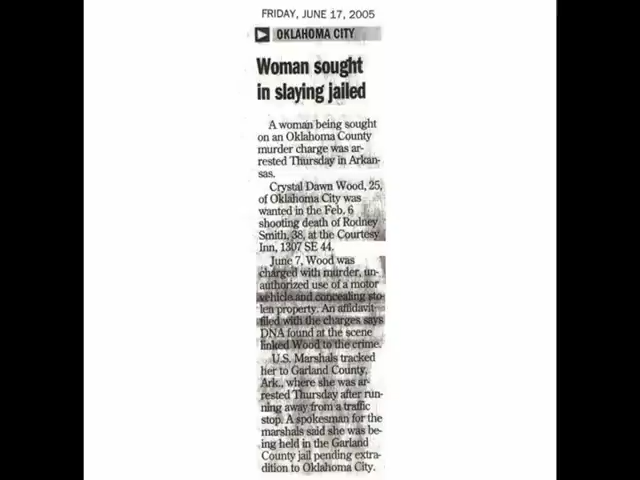 FRIDAY, JUNE 17, 2005
OKLAHOMA CITY
Woman sought
in slaying jailed
A woman being sought
on an Oklahoma County
murder charge was ar-
rested Thursday in Arkan-
sas.
Crystal Dawn Wood, 25,
of Oklahoma City was
wanted in the Feb. 6
shooting death of Rodney
Smith, 38, at the Courtesy
Inn, 1307 SE 44.
June 7, Wood was
charged with murder, un-
authorized use of a motor
vehicle and concealing sto-
len property. An affidavit
filed with the charges says
DNA found at the scene
linked Wood to the crime.
U.S. Marshals tracked
her to Garland County,
Ark., where she was ar-
rested Thursday after run-
ning away from a traffic
stop. A spokesman for the
marshals said she was be-
ing held in the Garland
County jail pending extra-
dition to Oklahoma City.